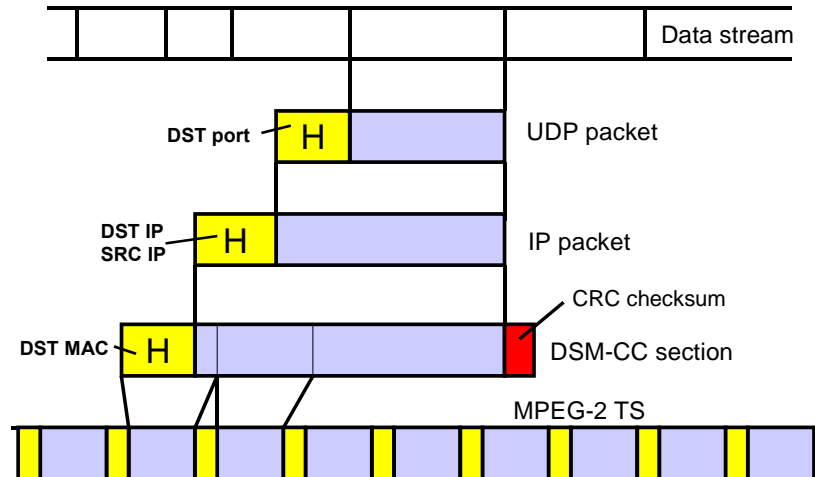 Data stream
DST port
H
UDP packet
DST IP
SRC IP
H
IP packet
CRC checksum
DST MAC
H
DSM-CC section
MPEG-2 TS